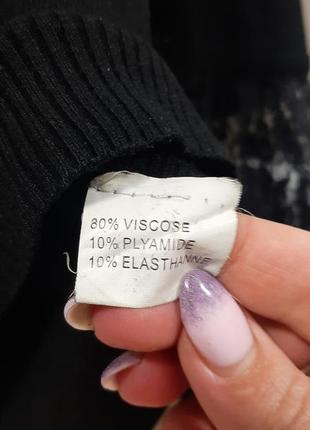 80% VISCOSE
10% PLYAMIDE
10% ELASTHANNE